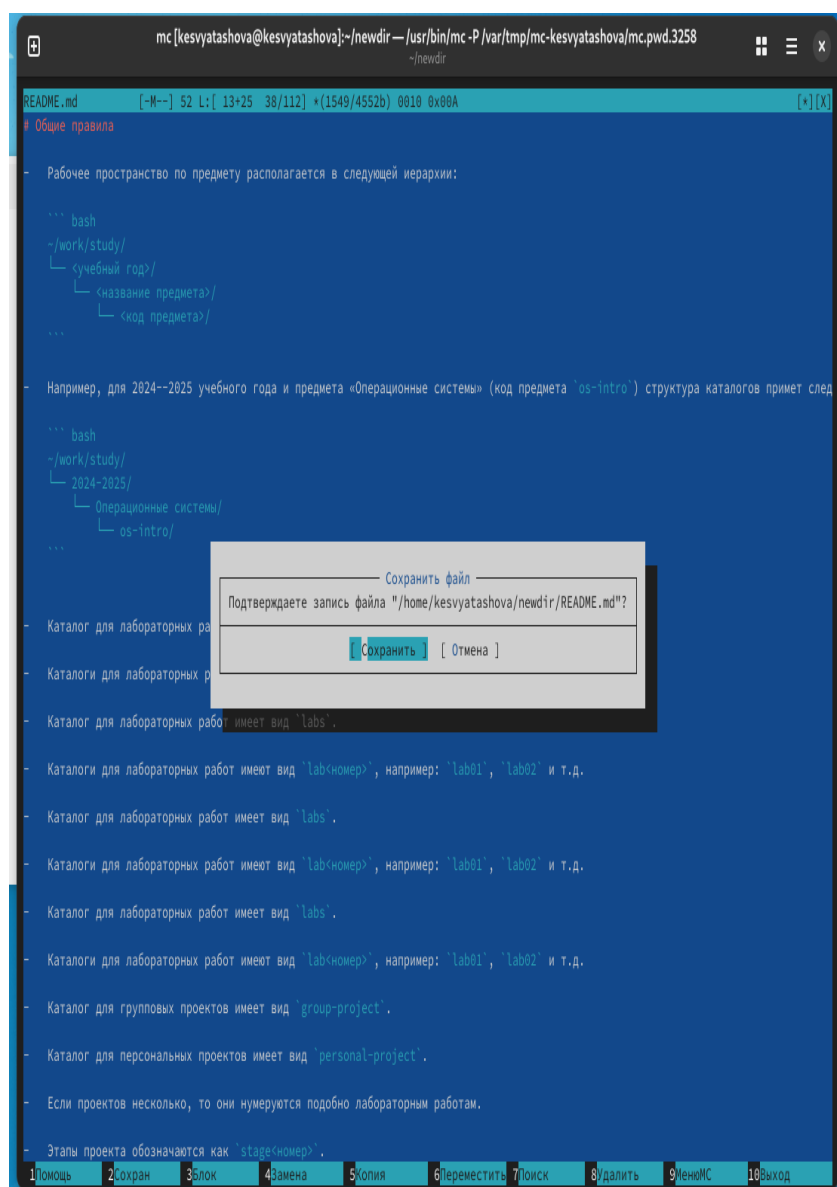 mc [kesvyatashova@kesvyatashova]:~/newdir — /usr/bin/mc -P /var/tmp/mc-kesvyatashova/mc.pwd.3258
~/newdir
README.md [-M--] 52 L:[ 13+25 38/112] *(1549/4552b) 0010 0x00A [*][X]
# Общие правила
- Рабочее пространство по предмету располагается в следующей иерархии:
``` bash
~/work/study/
└── <учебный год>/
└── <название предмета>/
└── <код предмета>/
```
- Например, для 2024--2025 учебного года и предмета «Операционные системы» (код предмета `os-intro`) структура каталогов примет след
``` bash
~/work/study/
└── 2024-2025/
└── Операционные системы/
└── os-intro/
```
Сохранить файл
Подтверждаете запись файла "/home/kesvyatashova/newdir/README.md"?
[ Сохранить ] [ Отмена ]
- Каталог для лабораторных ра
- Каталоги для лабораторных р
- Каталог для лабораторных работ имеет вид `labs`.
- Каталоги для лабораторных работ имеют вид `lab<номер>`, например: `lab01`, `lab02` и т.д.
- Каталог для лабораторных работ имеет вид `labs`.
- Каталоги для лабораторных работ имеют вид `lab<номер>`, например: `lab01`, `lab02` и т.д.
- Каталог для лабораторных работ имеет вид `labs`.
- Каталоги для лабораторных работ имеют вид `lab<номер>`, например: `lab01`, `lab02` и т.д.
- Каталог для групповых проектов имеет вид `group-project`.
- Каталог для персональных проектов имеет вид `personal-project`.
- Если проектов несколько, то они нумеруются подобно лабораторным работам.
- Этапы проекта обозначаются как `stage<номер>`.
1Помощь 2Сохран 3Блок 4Замена 5Копия 6Переместить 7Поиск 8Удалить 9МенюMC 10Выход